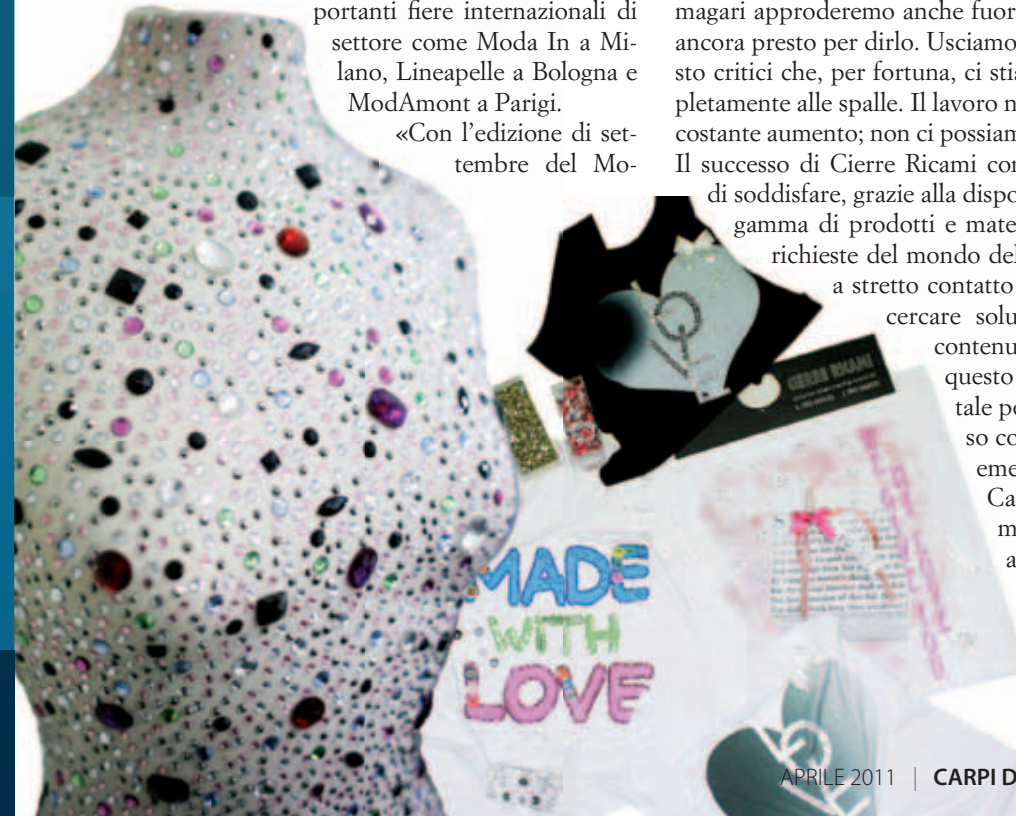 portanti fiere internazionali di
settore come Moda In a Mi-
lano, Lineapelle a Bologna e
ModAmont a Parigi.
«Con l’edizione di set-
tembre del Mo-
magari approderemo anche fuor
ancora presto per dirlo. Usciamo
sto critici che, per fortuna, ci stia
pletamente alle spalle. Il lavoro n
costante aumento; non ci possiam
Il successo di Cierre Ricami con
di soddisfare, grazie alla dispo
gamma di prodotti e mate
richieste del mondo del
a stretto contatto
cercare solu
contenu
questo
tale pe
so co
eme
Ca
m
a
CIERRE RICAMI
MADE
WITH
LOVE
APRILE 2011 | CARPI D